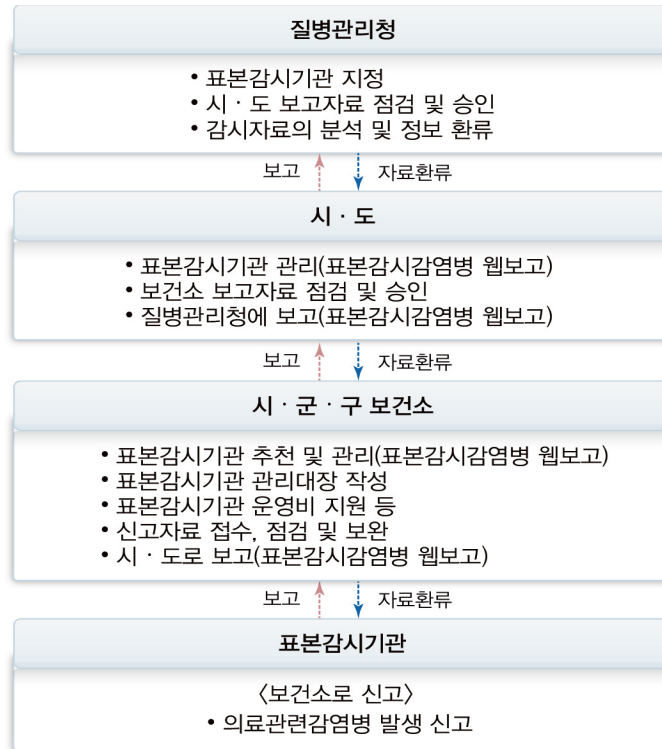 질병관리청
• 표본감시기관 지정
• 시 · 도 보고자료 점검 및 승인
• 감시자료의 분석 및 정보 환류
보고 자료환류
시 · 도
• 표본감시기관 관리(표본감시감염병 웹보고)
• 보건소 보고자료 점검 및 승인
• 질병관리청에 보고(표본감시감염병 웹보고)
보고 자료환류
시 · 군 · 구 보건소
• 표본감시기관 추천 및 관리(표본감시감염병 웹보고)
• 표본감시기관 관리대장 작성
• 표본감시기관 운영비 지원 등
• 신고자료 접수, 점검 및 보완
• 시 · 도로 보고(표본감시감염병 웹보고)
보고 자료환류
표본감시기관
〈보건소로 신고〉
• 의료관련감염병 발생 신고